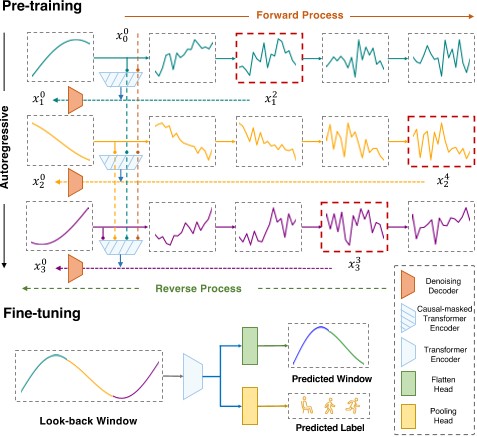 Pre-training
Forward Process
x_0^0
x_1^0
x_1^2
Autoregressive
x_2^0
x_2^4
x_3^0
x_3^3
Reverse Process
Denoising
Decoder
Causal-masked
Transformer
Encoder
Transformer
Encoder
Flatten
Head
Pooling
Head
Fine-tuning
Predicted Window
Look-back Window
Predicted Label